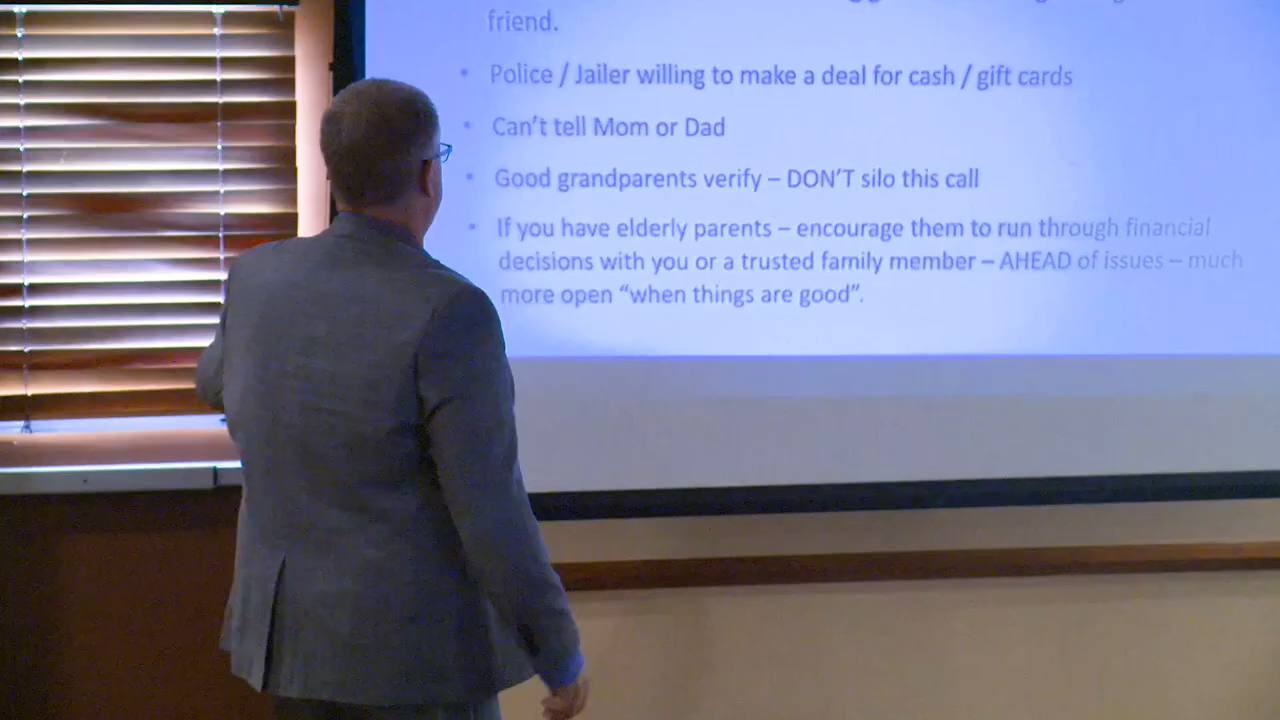 friend.
• Police / Jailer willing to make a deal for cash / gift cards
• Can't tell Mom or Dad
• Good grandparents verify – DON'T silo this call
• If you have elderly parents – encourage them to run through financial
decisions with you or a trusted family member – AHEAD of issues – much
more open “when things are good”.